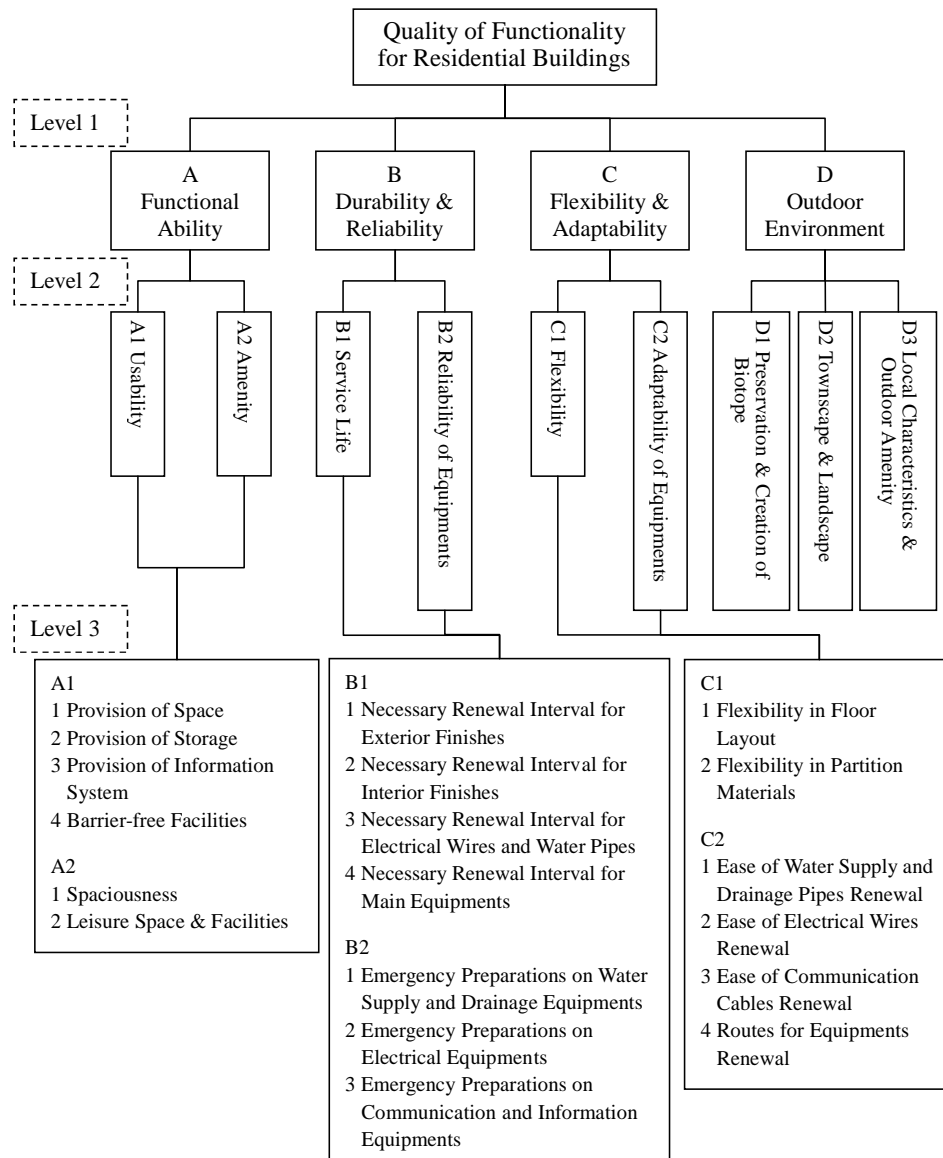 Quality of Functionality
for Residential Buildings
Level 1
A
Functional
Ability
B
Durability &
Reliability
C
Flexibility &
Adaptability
D
Outdoor
Environment
Level 2
A1 Usability
A2 Amenity
B1 Service Life
B2 Reliability of Equipments
C1 Flexibility
C2 Adaptability of Equipments
D1 Preservation & Creation of
Biotope
D2 Townscape & Landscape
D3 Local Characteristics &
Outdoor Amenity
Level 3
A1
1 Provision of Space
2 Provision of Storage
3 Provision of Information
System
4 Barrier-free Facilities
A2
1 Spaciousness
2 Leisure Space & Facilities
B1
1 Necessary Renewal Interval for
Exterior Finishes
2 Necessary Renewal Interval for
Interior Finishes
3 Necessary Renewal Interval for
Electrical Wires and Water Pipes
4 Necessary Renewal Interval for
Main Equipments
B2
1 Emergency Preparations on Water
Supply and Drainage Equipments
2 Emergency Preparations on
Electrical Equipments
3 Emergency Preparations on
Communication and Information
Equipments
C1
1 Flexibility in Floor
Layout
2 Flexibility in Partition
Materials
C2
1 Ease of Water Supply and
Drainage Pipes Renewal
2 Ease of Electrical Wires
Renewal
3 Ease of Communication
Cables Renewal
4 Routes for Equipments
Renewal